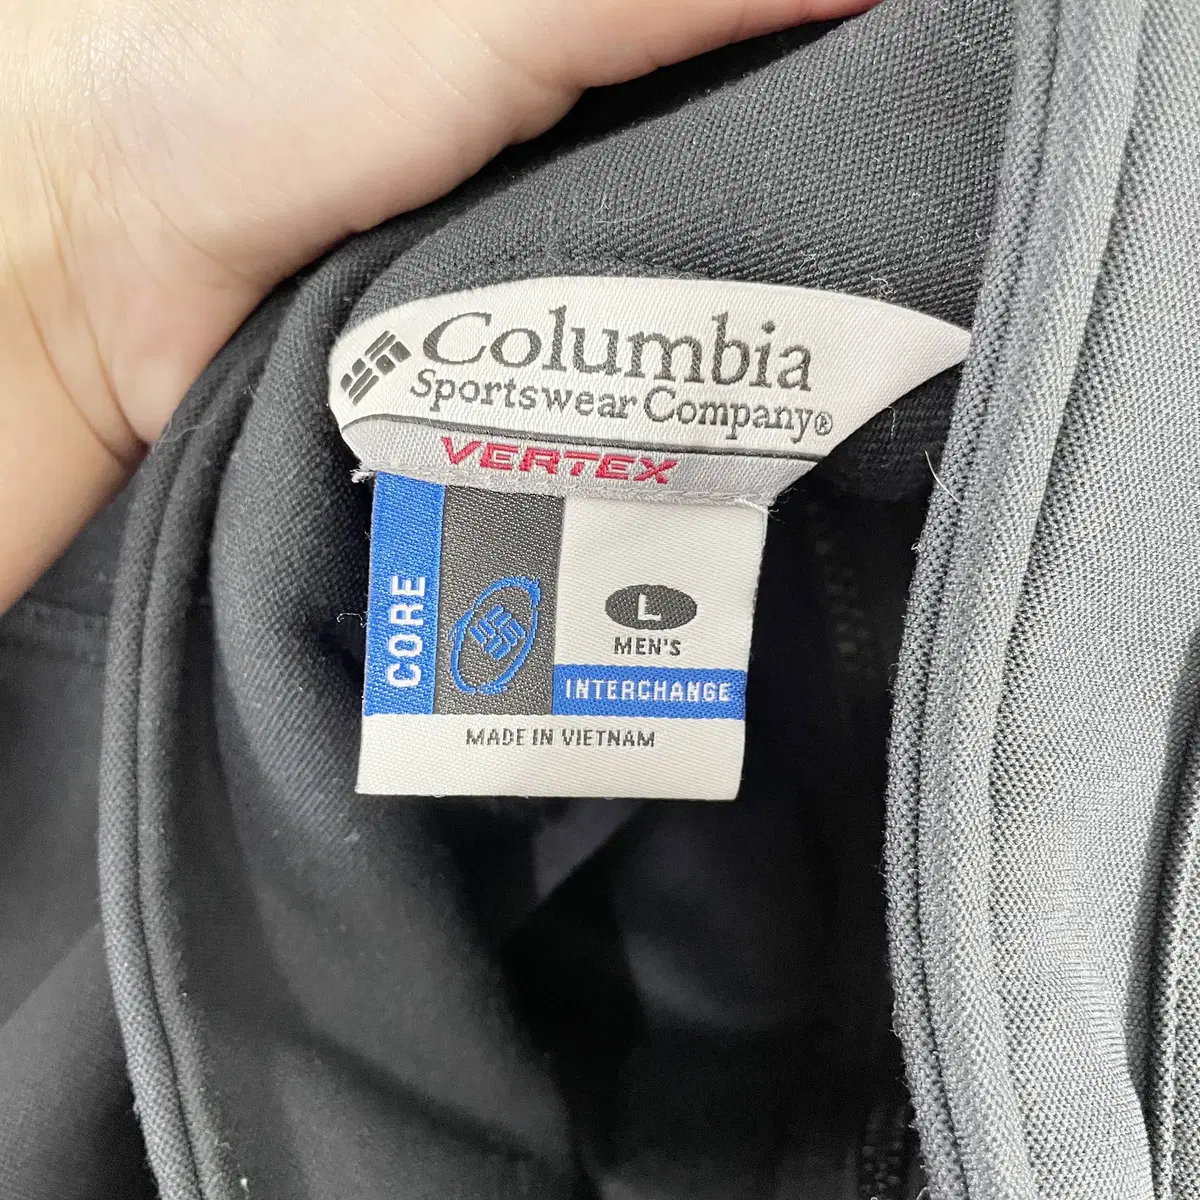 Columbia
Sportswear Company®
VERTEX
CORE
L
MEN'S
INTERCHANGE
MADE IN VIETNAM